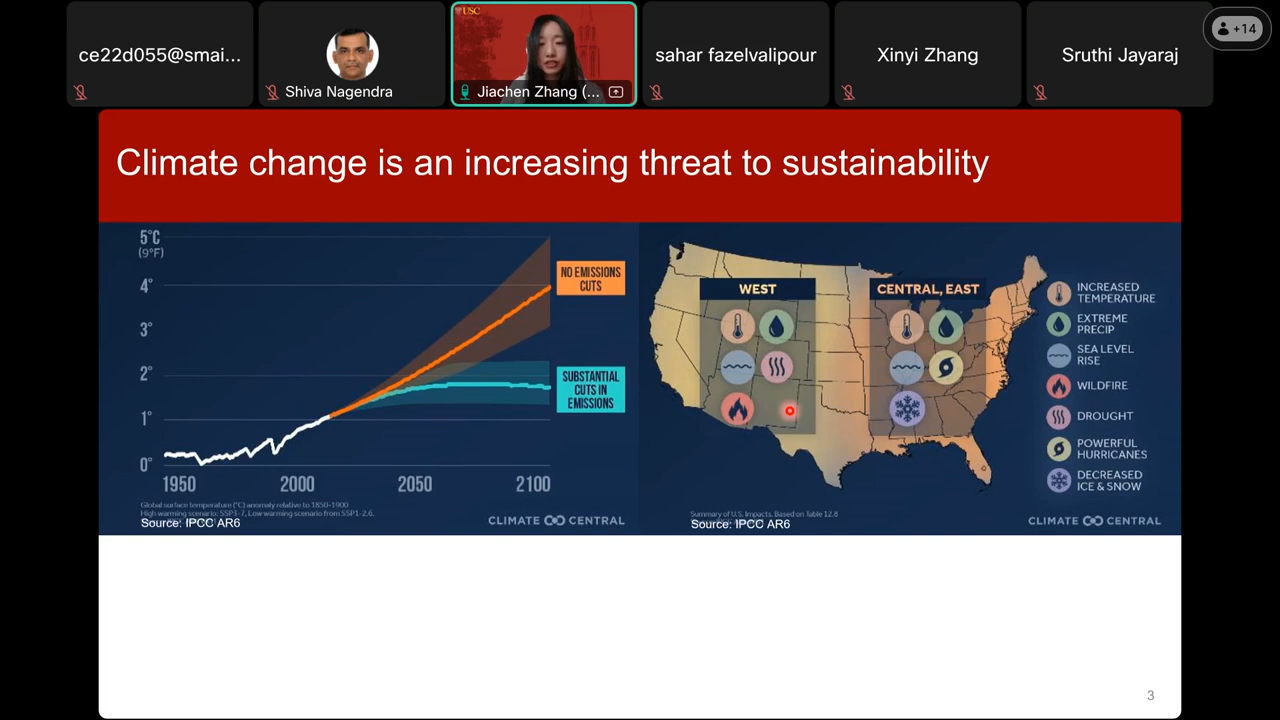 USC
ce22d055@smai...
Shiva Nagendra
Jiachen Zhang (...
sahar fazelvalipour
Xinyi Zhang
Sruthi Jayaraj
+14
Climate change is an increasing threat to sustainability
5°C
(9°F)
4°
3°
2°
1°
0°
1950
2000
2050
2100
NO EMISSIONS
CUTS
SUBSTANTIAL
CUTS IN
EMISSIONS
Global surface temperature (°C) anomaly relative to 1850-1900
High warming scenario: SSP3-7, Low warming scenario from SSP1-2.6.
Source: IPCC AR6
CLIMATE CENTRAL
WEST
CENTRAL, EAST
INCREASED
TEMPERATURE
EXTREME
PRECIP
SEA LEVEL
RISE
WILDFIRE
DROUGHT
POWERFUL
HURRICANES
DECREASED
ICE & SNOW
Summary of U.S. Impacts. Based on Table 12.8
Source: IPCC AR6
CLIMATE CENTRAL
3